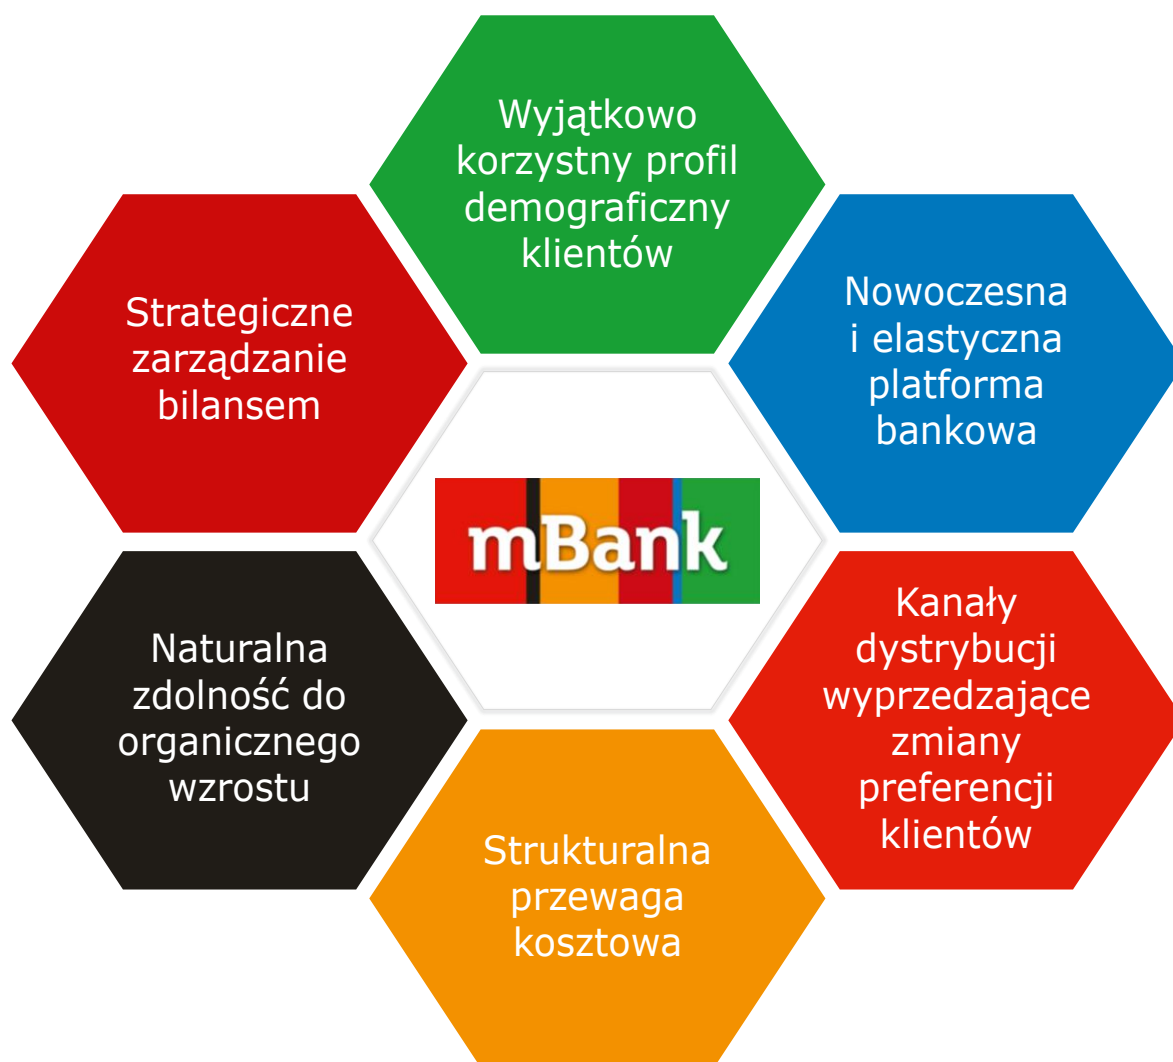 Wyjątkowo
korzystny profil
demograficzny
klientów
Strategiczne
zarządzanie
bilansem
Nowoczesna
i elastyczna
platforma
bankowa
mBank
Naturalna
zdolność do
organicznego
wzrostu
Kanały
dystrybucji
wyprzedzające
zmiany
preferencji
klientów
Strukturalna
przewaga
kosztowa